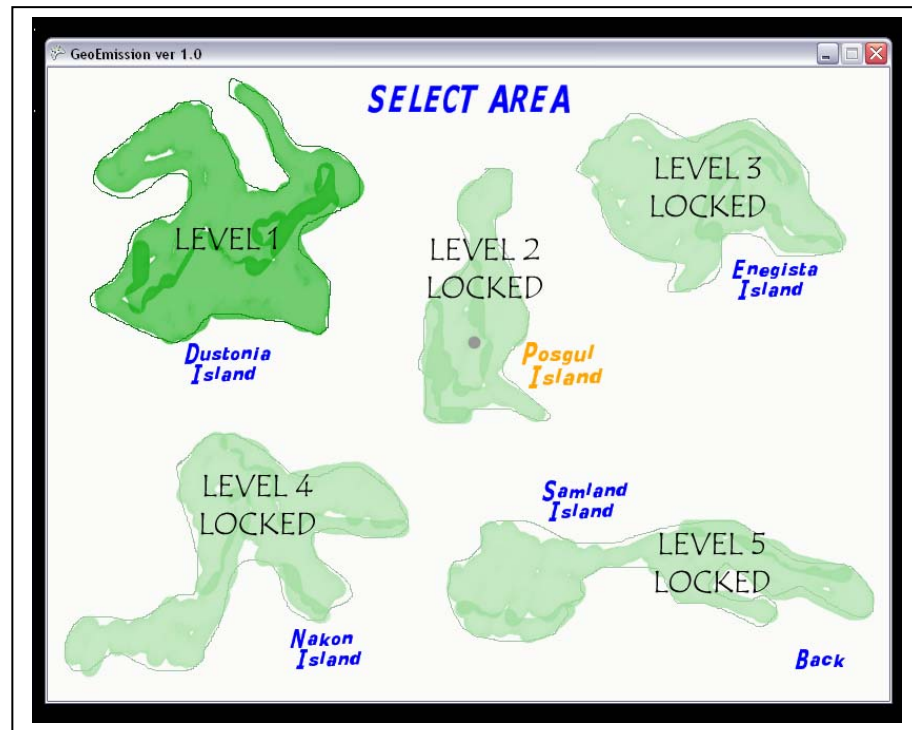 GeoEmission ver 1.0
SELECT AREA
LEVEL 1
Dustonia
Island
LEVEL 2
LOCKED
Posgul
Island
LEVEL 3
LOCKED
Enegista
Island
LEVEL 4
LOCKED
Nakon
Island
Samland
Island
LEVEL 5
LOCKED
Back